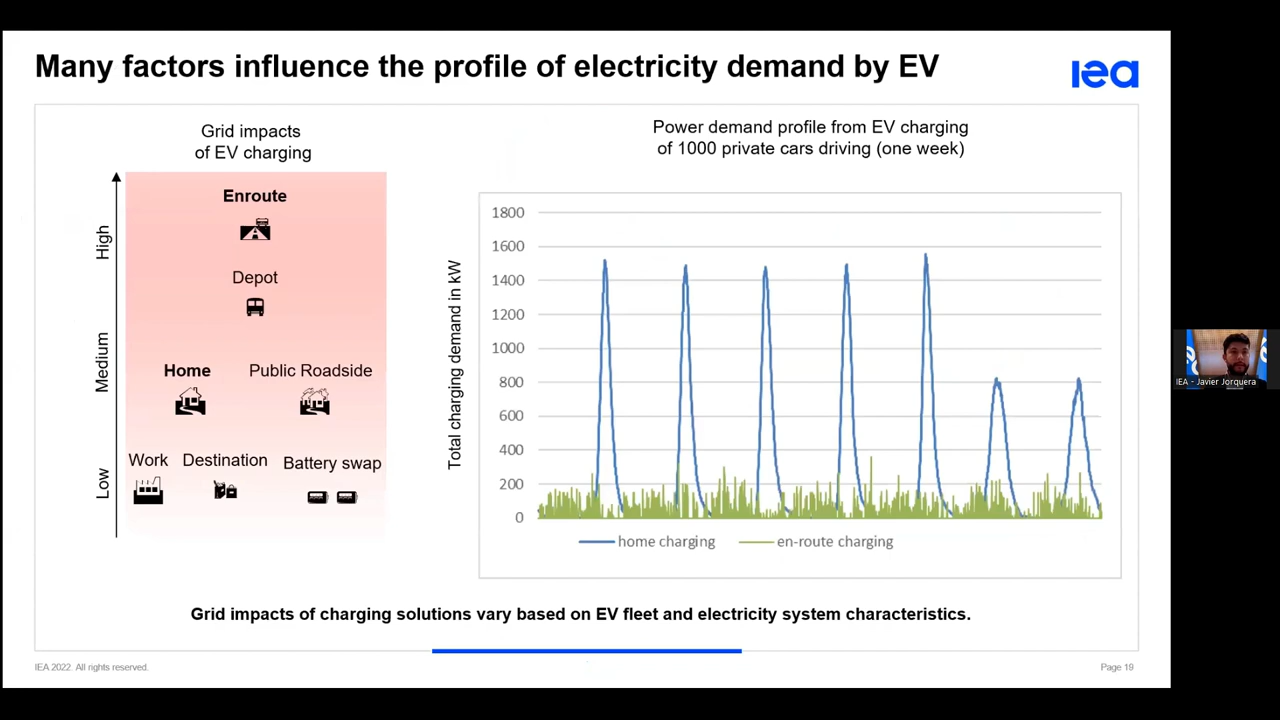 Many factors influence the profile of electricity demand by EV
iea
Grid impacts
of EV charging
High
Medium
Low
Enroute
Depot
Home
Public Roadside
Work
Destination
Battery swap
Power demand profile from EV charging
of 1000 private cars driving (one week)
Total charging demand in kW
1800
1600
1400
1200
1000
800
600
400
200
0
home charging
en-route charging
Grid impacts of charging solutions vary based on EV fleet and electricity system characteristics.
IEA 2022. All rights reserved.
Page 19
IEA - Javier Jorquera